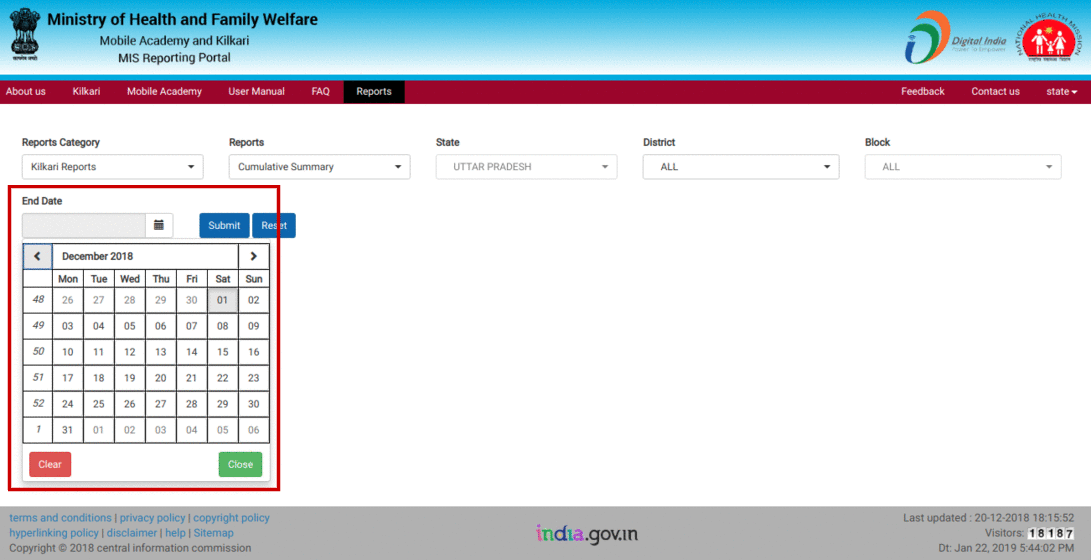 Ministry of Health and Family Welfare
Mobile Academy and Kilkari
MIS Reporting Portal
Digital India
Power To Empower
NATIONAL HEALTH MISSION
About us Kilkari Mobile Academy User Manual FAQ Reports Feedback Contact us state
Reports Category Reports State District Block
Kilkari Reports Cumulative Summary UTTAR PRADESH ALL ALL
End Date
Submit Reset
December 2018
Mon Tue Wed Thu Fri Sat Sun
48 26 27 28 29 30 01 02
49 03 04 05 06 07 08 09
50 10 11 12 13 14 15 16
51 17 18 19 20 21 22 23
52 24 25 26 27 28 29 30
1 31 01 02 03 04 05 06
Clear Close
terms and conditions | privacy policy | copyright policy
hyperlinking policy | disclaimer | help | Sitemap
Copyright © 2018 central information commission
india.gov.in
Last updated : 20-12-2018 18:15:52
Visitors: 18187
Dt: Jan 22, 2019 5:44:02 PM